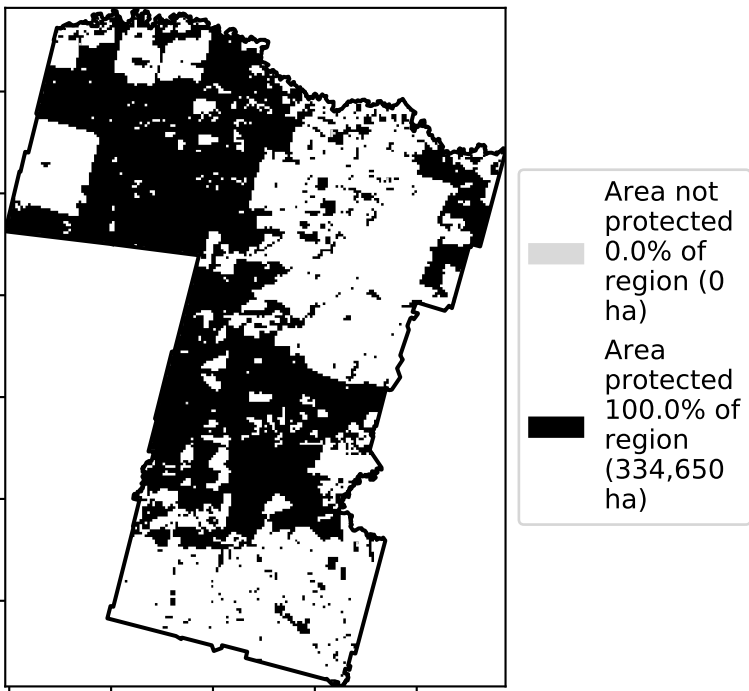 Area not
protected
0.0% of
region (0
ha)
Area
protected
100.0% of
region
(334,650
ha)